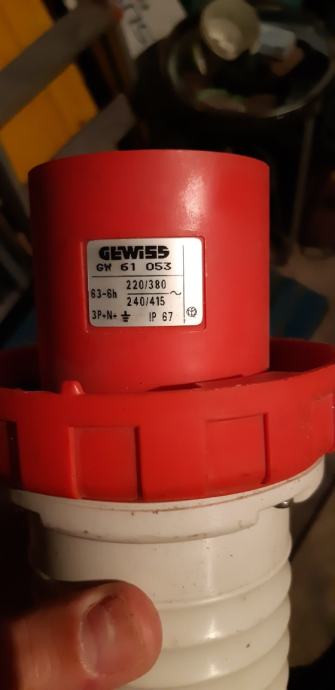 GEWISS
GW 61 053
63-6h 220/380 ~
240/415
3P+N+⏚ IP 67